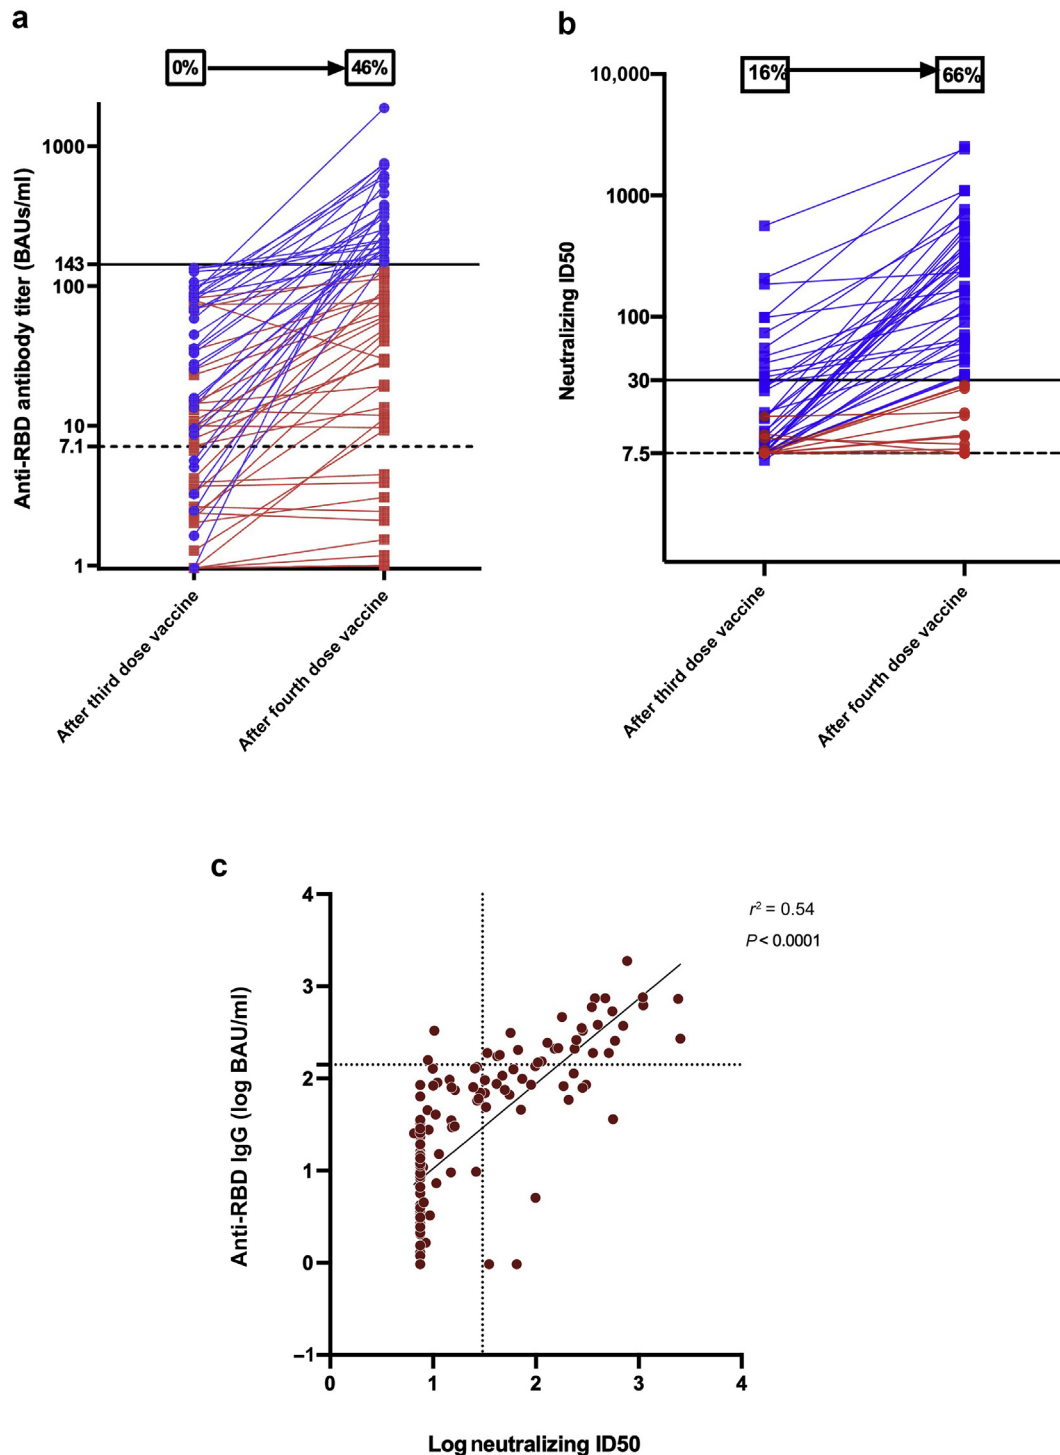 a
0%
46%
1000
143
100
10
7.1
1
Anti-RBD antibody titer (BAUs/ml)
After third dose vaccine
After fourth dose vaccine
b
16%
66%
10,000
1000
100
30
7.5
Neutralizing ID50
After third dose vaccine
After fourth dose vaccine
c
r² = 0.54
P < 0.0001
4
3
2
1
0
–1
Anti-RBD IgG (log BAU/ml)
0
1
2
3
4
Log neutralizing ID50